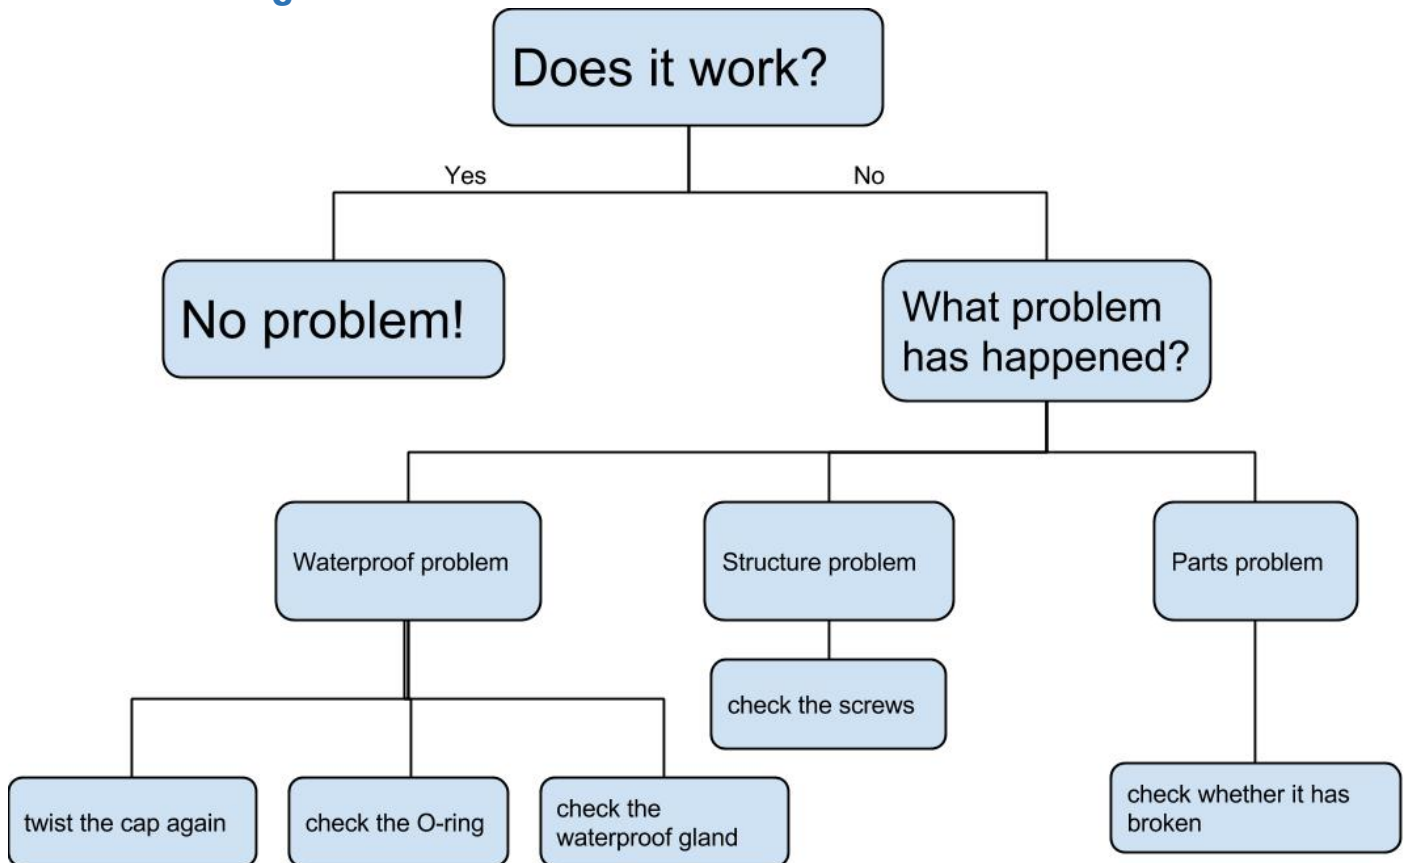 Does it work?
Yes
No
No problem!
What problem
has happened?
Waterproof problem
Structure problem
Parts problem
check the screws
twist the cap again
check the O-ring
check the
waterproof gland
check whether it has
broken